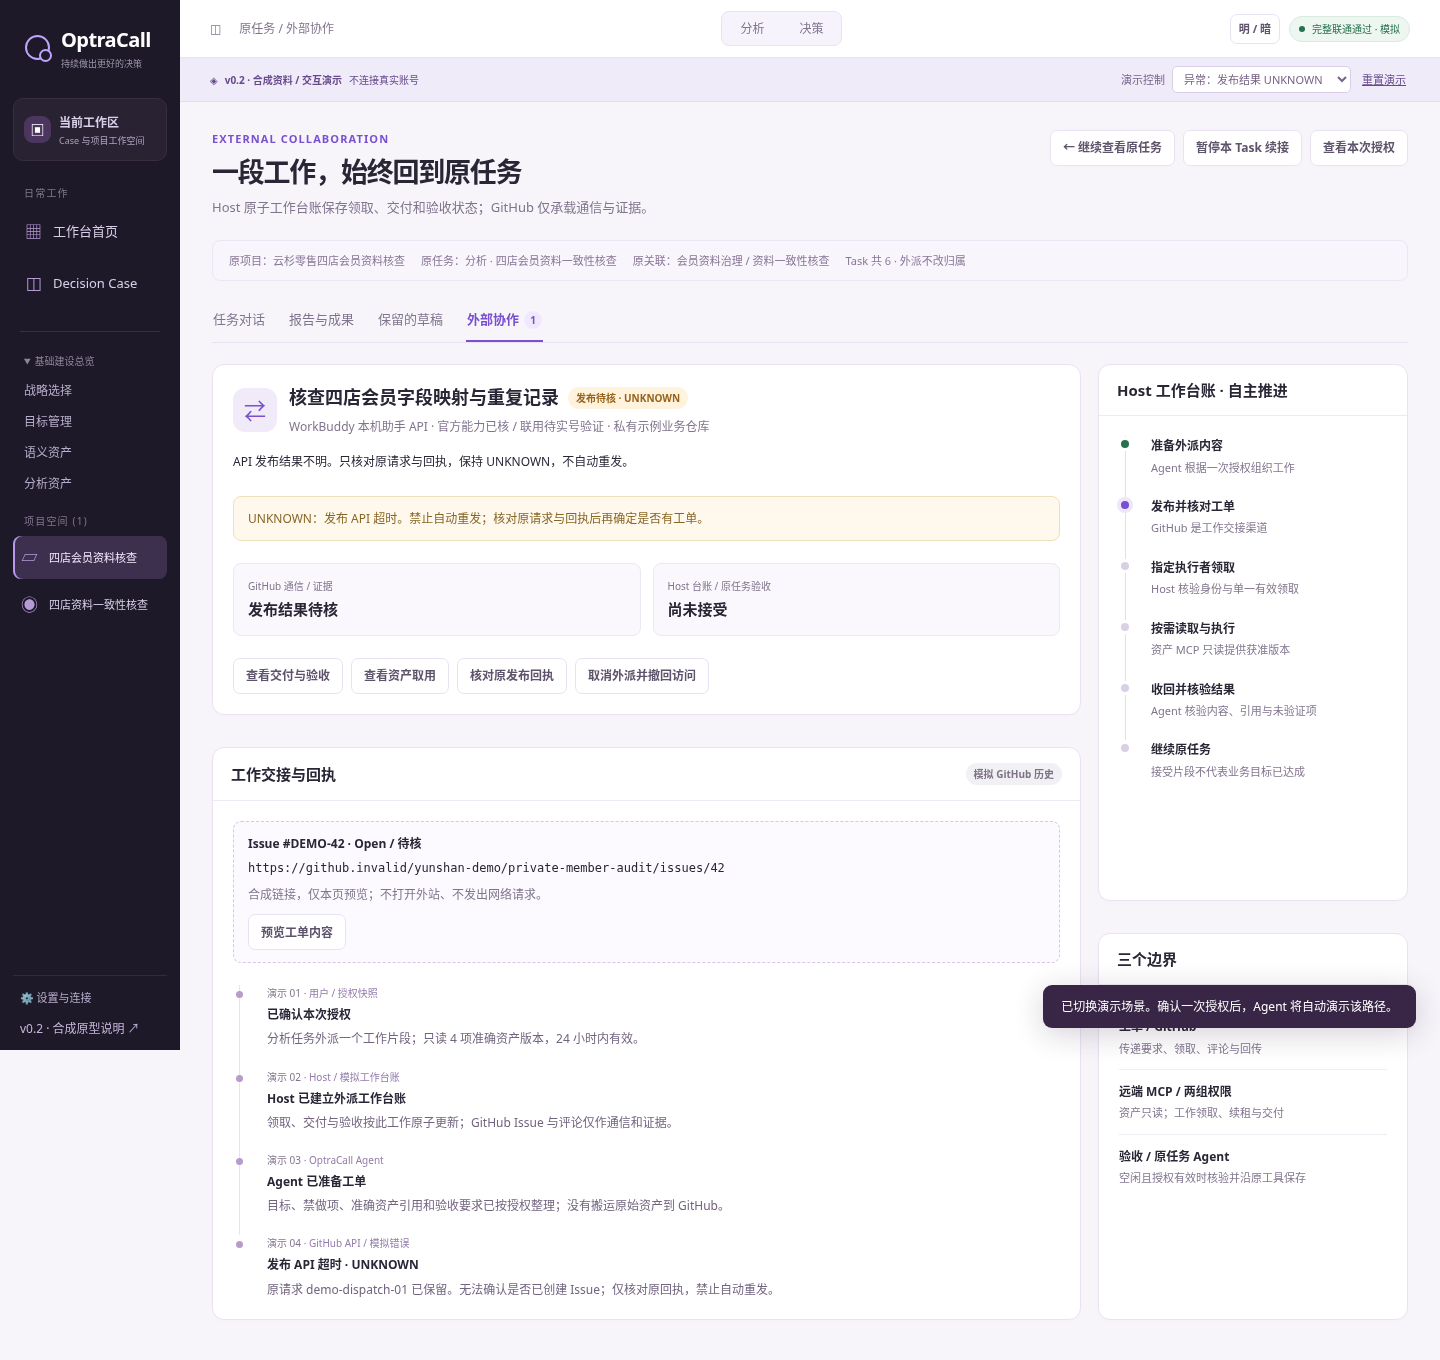 OptraCall
持续做出更好的决策
当前工作区
Case 与项目工作空间
日常工作
工作台首页
Decision Case
▼ 基础建设总览
战略选择
目标管理
语义资产
分析资产
项目空间 (1)
四店会员资料核查
四店资料一致性核查
设置与连接
v0.2 · 合成原型说明 ↗
原任务 / 外部协作
分析
决策
明 / 暗
完整联通通过 · 模拟
v0.2 · 合成资料 / 交互演示 不连接真实账号
演示控制
异常：发布结果 UNKNOWN
重置演示
EXTERNAL COLLABORATION
一段工作，始终回到原任务
Host 原子工作台账保存领取、交付和验收状态；GitHub 仅承载通信与证据。
← 继续查看原任务
暂停本 Task 续接
查看本次授权
原项目：云杉零售四店会员资料核查 原任务：分析 · 四店会员资料一致性核查 原关联：会员资料治理 / 资料一致性核查 Task 共 6 · 外派不改归属
任务对话
报告与成果
保留的草稿
外部协作 1
核查四店会员字段映射与重复记录
发布待核 · UNKNOWN
WorkBuddy 本机助手 API · 官方能力已核 / 联用待实号验证 · 私有示例业务仓库
API 发布结果不明。只核对原请求与回执，保持 UNKNOWN，不自动重发。
UNKNOWN：发布 API 超时。禁止自动重发；核对原请求与回执后再确定是否有工单。
GitHub 通信 / 证据
发布结果待核
Host 台账 / 原任务验收
尚未接受
查看交付与验收
查看资产取用
核对原发布回执
取消外派并撤回访问
工作交接与回执
模拟 GitHub 历史
Issue #DEMO-42 · Open / 待核
https://github.invalid/yunshan-demo/private-member-audit/issues/42
合成链接，仅本页预览；不打开外站、不发出网络请求。
预览工单内容
演示 01 · 用户 / 授权快照
已确认本次授权
分析任务外派一个工作片段；只读 4 项准确资产版本，24 小时内有效。
演示 02 · Host / 模拟工作台账
Host 已建立外派工作台账
领取、交付与验收按此工作原子更新；GitHub Issue 与评论仅作通信和证据。
演示 03 · OptraCall Agent
Agent 已准备工单
目标、禁做项、准确资产引用和验收要求已按授权整理；没有搬运原始资产到 GitHub。
演示 04 · GitHub API / 模拟错误
发布 API 超时 · UNKNOWN
原请求 demo-dispatch-01 已保留。无法确认是否已创建 Issue；仅核对原回执，禁止自动重发。
Host 工作台账 · 自主推进
准备外派内容
Agent 根据一次授权组织工作
发布并核对工单
GitHub 是工作交接渠道
指定执行者领取
Host 核验身份与单一有效领取
按需读取与执行
资产 MCP 只读提供获准版本
收回并核验结果
Agent 核验内容、引用与未验证项
继续原任务
接受片段不代表业务目标已达成
三个边界
已切换演示场景。确认一次授权后，Agent 将自动演示该路径。
工单 / GitHub
传递要求、领取、评论与回传
远端 MCP / 两组权限
资产只读；工作领取、续租与交付
验收 / 原任务 Agent
空闲且授权有效时核验并沿原工具保存